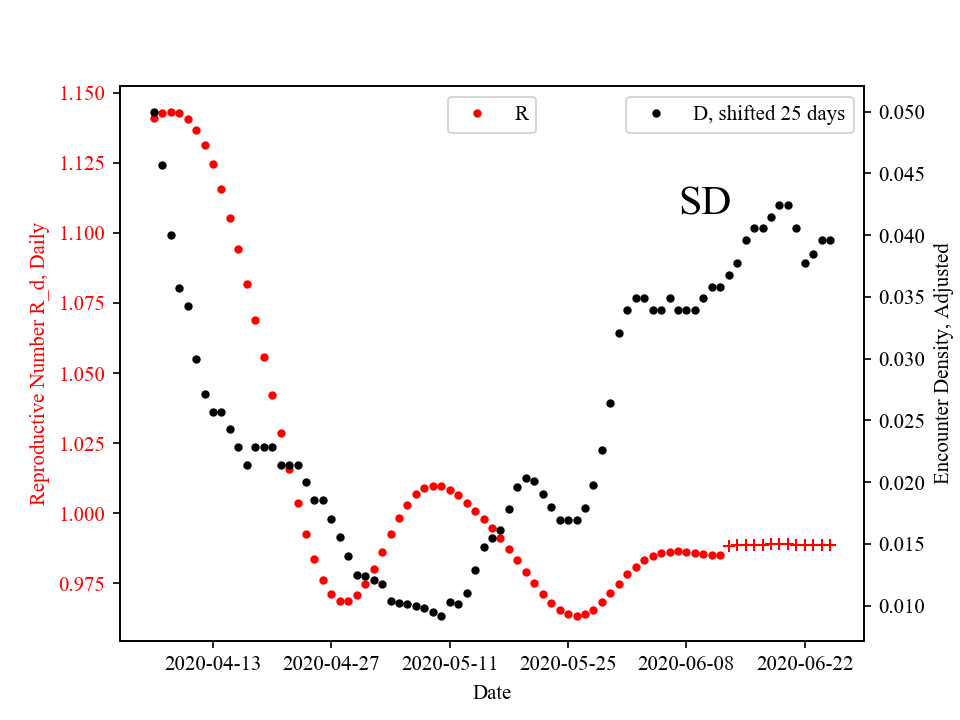 R
D, shifted 25 days
SD
Reproductive Number R_d, Daily
1.150
1.125
1.100
1.075
1.050
1.025
1.000
0.975
0.050
0.045
0.040
0.035
0.030
0.025
0.020
0.015
0.010
Encounter Density, Adjusted
2020-04-13 2020-04-27 2020-05-11 2020-05-25 2020-06-08 2020-06-22
Date